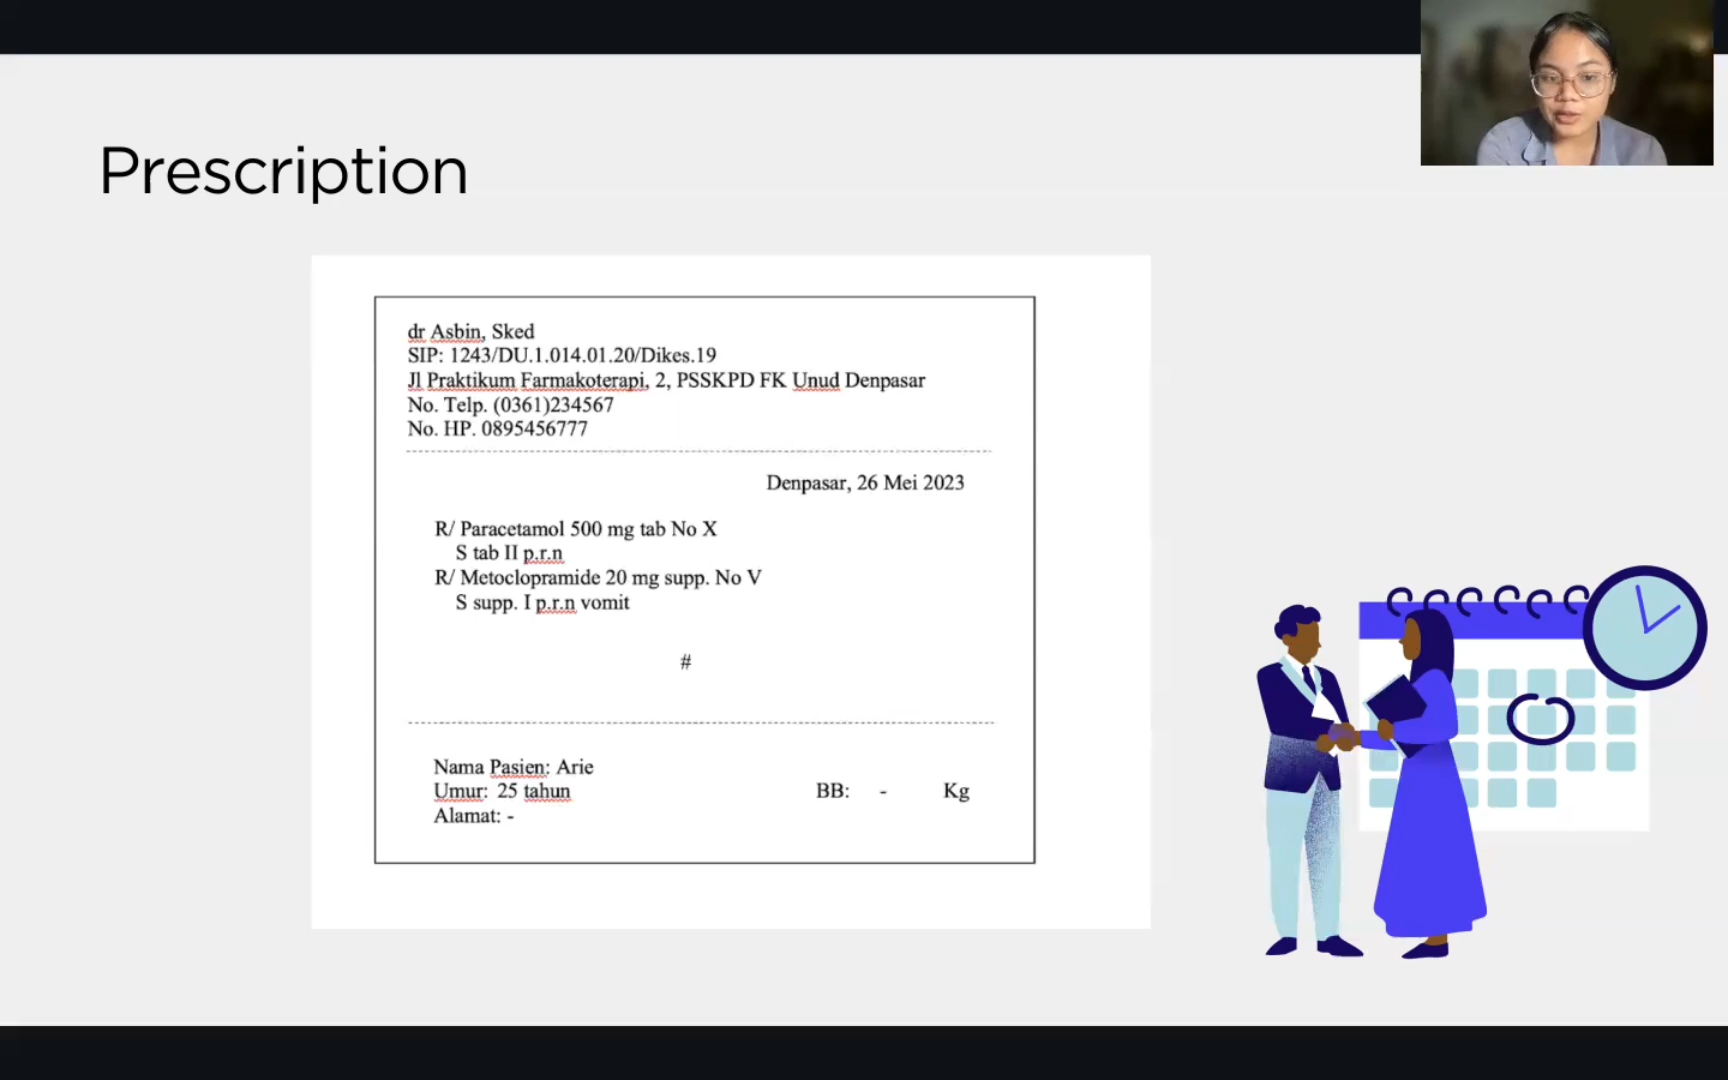 Prescription
dr Asbin, Sked
SIP: 1243/DU.1.014.01.20/Dikes.19
Jl Praktikum Farmakoterapi, 2, PSSKPD FK Unud Denpasar
No. Telp. (0361)234567
No. HP. 0895456777
Denpasar, 26 Mei 2023
R/ Paracetamol 500 mg tab No X
S tab II p.r.n
R/ Metoclopramide 20 mg supp. No V
S supp. I p.r.n vomit
#
Nama Pasien: Arie
Umur: 25 tahun BB: - Kg
Alamat: -